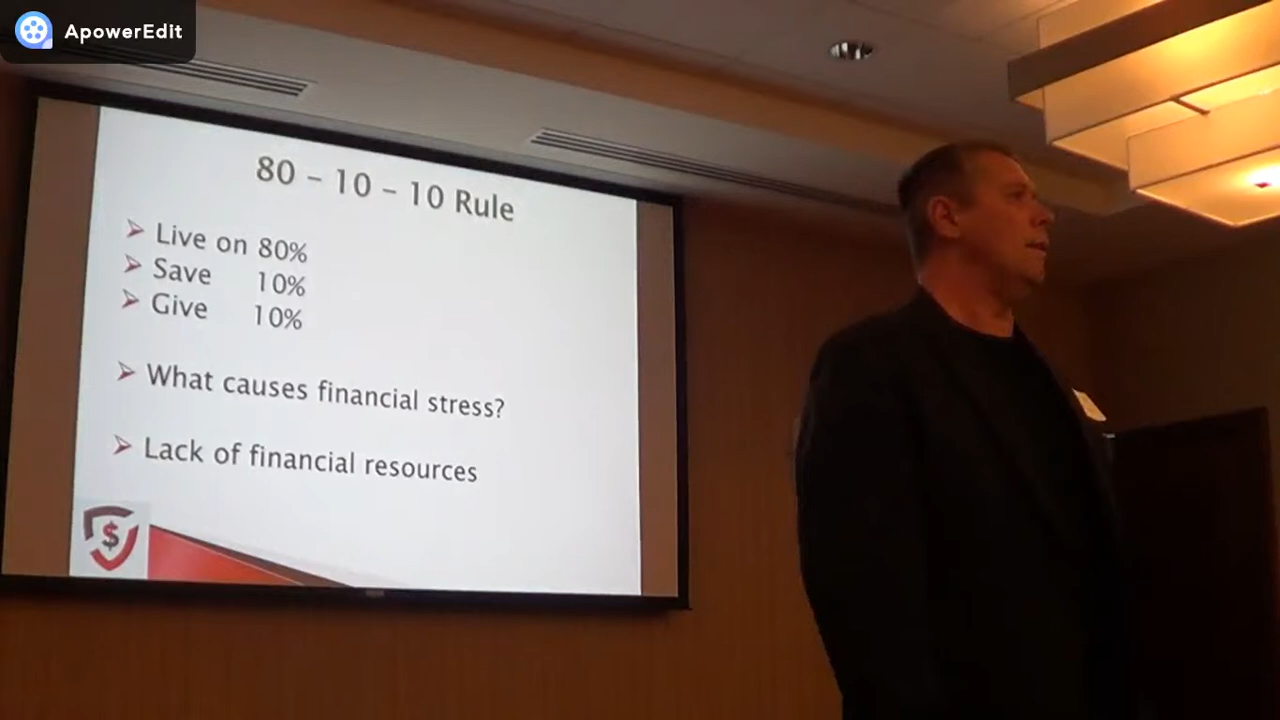 ApowerEdit
80 – 10 – 10 Rule
➢ Live on 80%
➢ Save 10%
➢ Give 10%
➢ What causes financial stress?
➢ Lack of financial resources
$